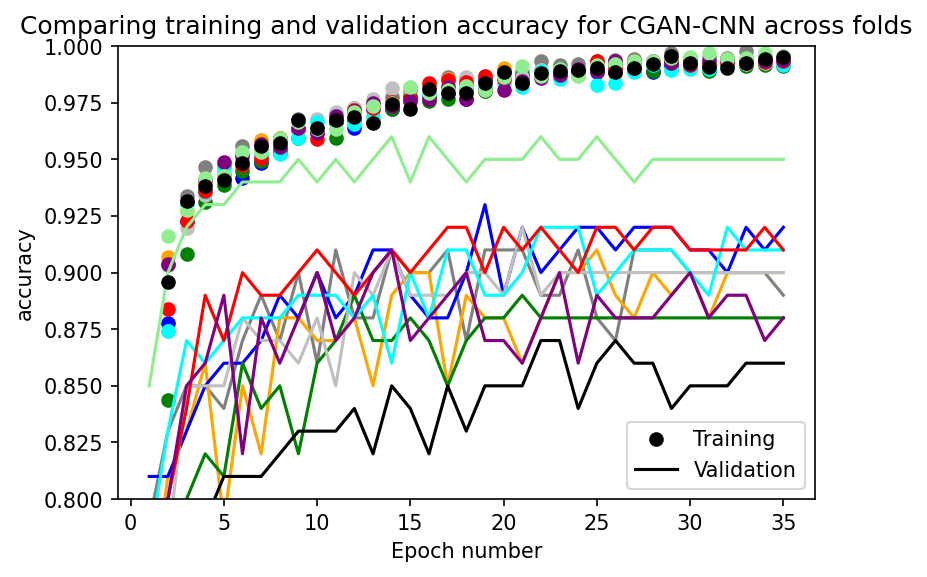 Comparing training and validation accuracy for CGAN-CNN across folds
1.000
0.975
0.950
0.925
0.900
0.875
0.850
0.825
0.800
accuracy
Training
Validation
0 5 10 15 20 25 30 35
Epoch number